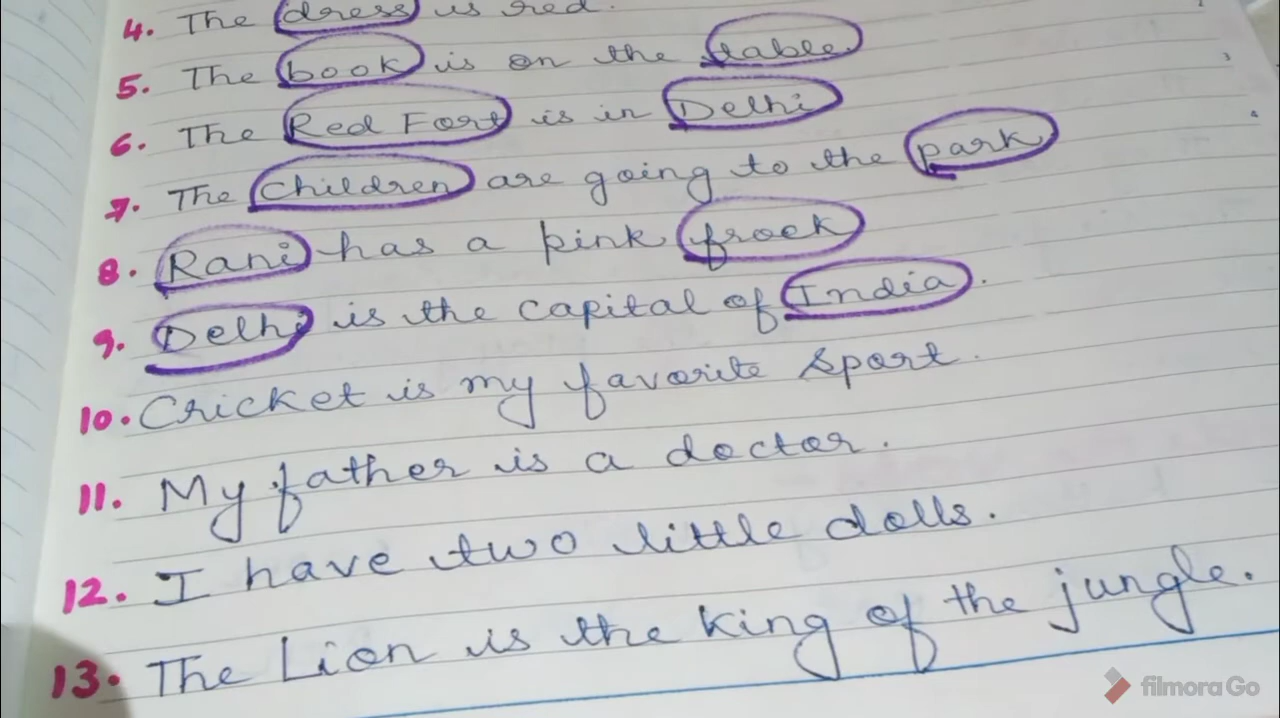 4. The dress is red.
5. The book is on the table.
6. The Red Fort is in Delhi
7. The children are going to the park
8. Rani has a pink frock
9. Delhi is the capital of India.
10. Cricket is my favorite sport.
11. My father is a doctor.
12. I have two little dolls.
13. The Lion is the king of the jungle.
filmora Go